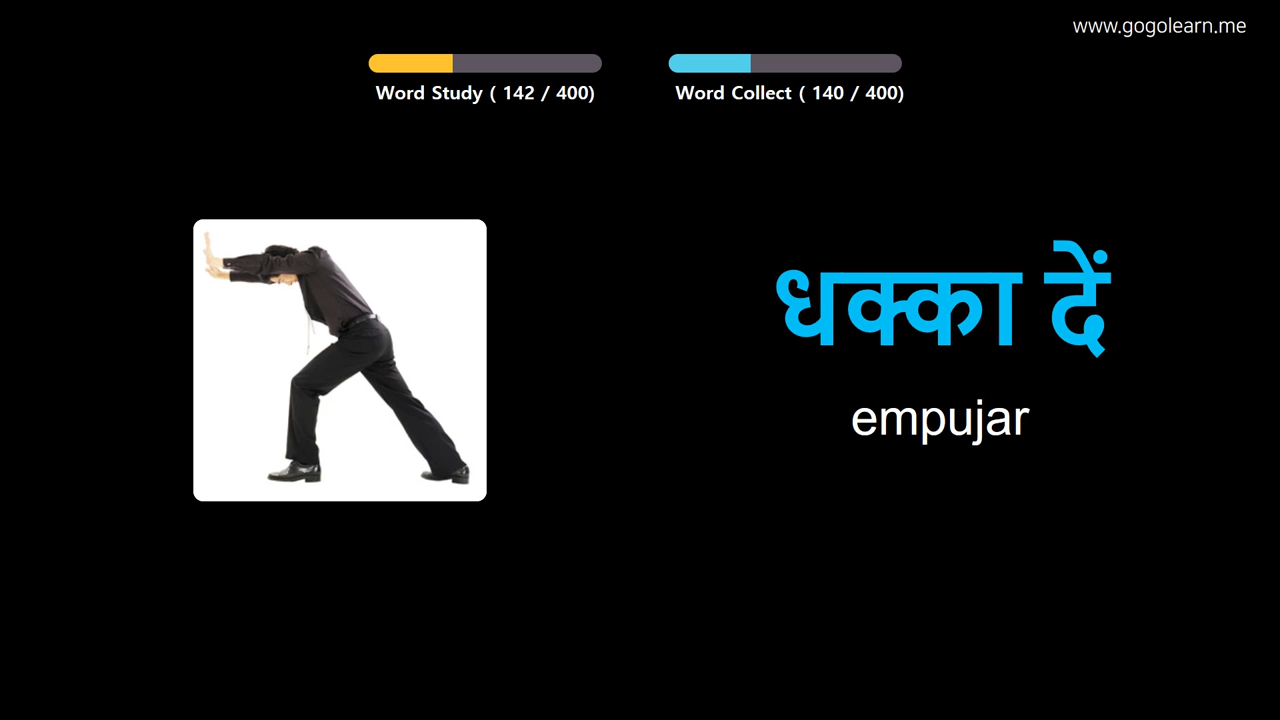 www.gogolearn.me
Word Study ( 142 / 400)
Word Collect ( 140 / 400)
धक्का दें
empujar